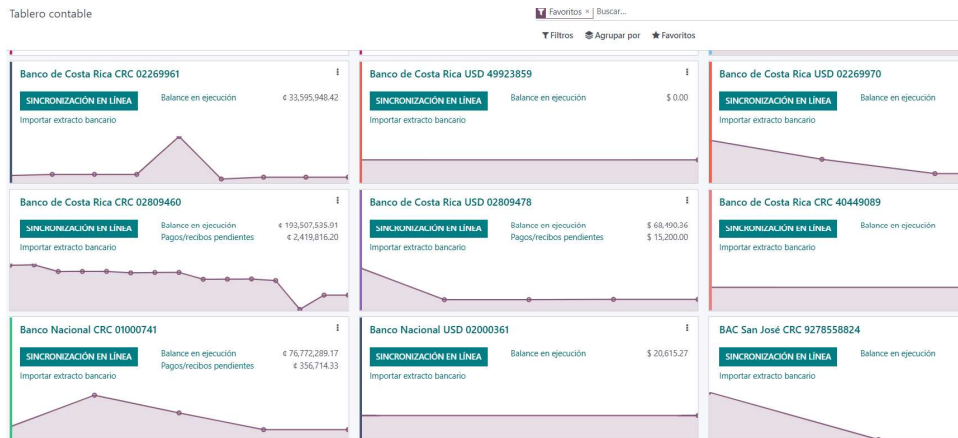 Tablero contable
Favoritos × Buscar...
Filtros Agrupar por Favoritos
Banco de Costa Rica CRC 02269961
SINCRONIZACIÓN EN LÍNEA Balance en ejecución ¢ 33,595,948.42
Importar extracto bancario
Banco de Costa Rica USD 49923859
SINCRONIZACIÓN EN LÍNEA Balance en ejecución $ 0.00
Importar extracto bancario
Banco de Costa Rica USD 02269970
SINCRONIZACIÓN EN LÍNEA Balance en ejecución
Importar extracto bancario
Banco de Costa Rica CRC 02809460
SINCRONIZACIÓN EN LÍNEA Balance en ejecución ¢ 193,507,535.91
Pagos/recibos pendientes ¢ 2,419,816.20
Importar extracto bancario
Banco de Costa Rica USD 02809478
SINCRONIZACIÓN EN LÍNEA Balance en ejecución $ 68,490.36
Pagos/recibos pendientes $ 15,200.00
Importar extracto bancario
Banco de Costa Rica CRC 40449089
SINCRONIZACIÓN EN LÍNEA Balance en ejecución
Importar extracto bancario
Banco Nacional CRC 01000741
SINCRONIZACIÓN EN LÍNEA Balance en ejecución ¢ 76,772,289.17
Pagos/recibos pendientes ¢ 356,714.33
Importar extracto bancario
Banco Nacional USD 02000361
SINCRONIZACIÓN EN LÍNEA Balance en ejecución $ 20,615.27
Importar extracto bancario
BAC San José CRC 9278558824
SINCRONIZACIÓN EN LÍNEA Balance en ejecución
Importar extracto bancario